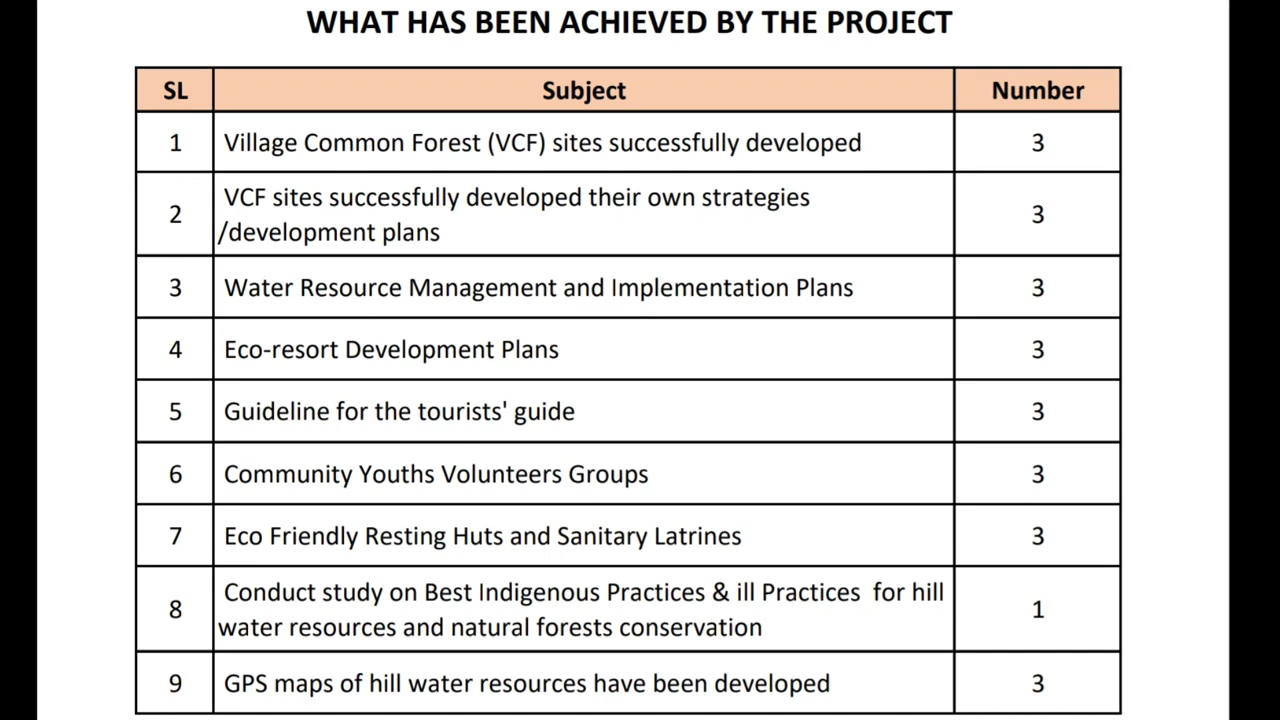 WHAT HAS BEEN ACHIEVED BY THE PROJECT
SL Subject Number
1 Village Common Forest (VCF) sites successfully developed 3
2 VCF sites successfully developed their own strategies
/development plans 3
3 Water Resource Management and Implementation Plans 3
4 Eco-resort Development Plans 3
5 Guideline for the tourists' guide 3
6 Community Youths Volunteers Groups 3
7 Eco Friendly Resting Huts and Sanitary Latrines 3
8 Conduct study on Best Indigenous Practices & ill Practices for hill
water resources and natural forests conservation 1
9 GPS maps of hill water resources have been developed 3